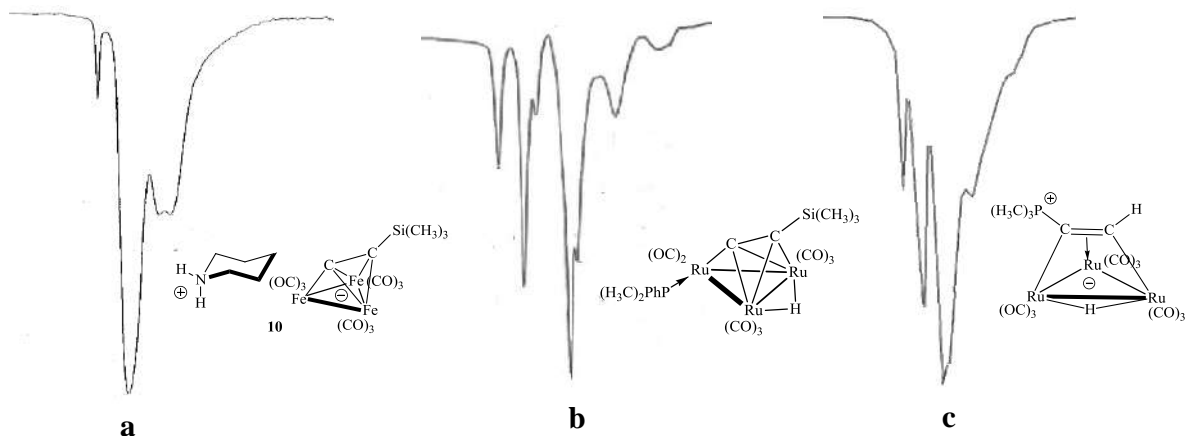 Si(CH₃)₃
C
C
H
N
H
⊕
(OC)₃
Fe
(CO)₃
Fe
⊖
Fe
(CO)₃
10
a
Si(CH₃)₃
C
C
(OC)₂
(CO)₃
Ru
Ru
(H₃C)₂PhP
Ru
H
(CO)₃
b
⊕
(H₃C)₃P
H
C
C
(CO)₃
Ru
⊖
Ru
H
Ru
(OC)₃
(CO)₃
c